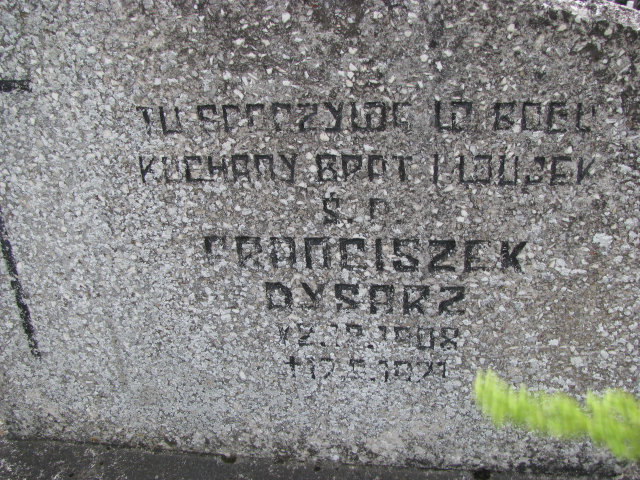 TU SPOCZYWA W BOGU
KOCHANY BRAT I WUJEK
Ś. P.
FRANCISZEK
DYSARZ